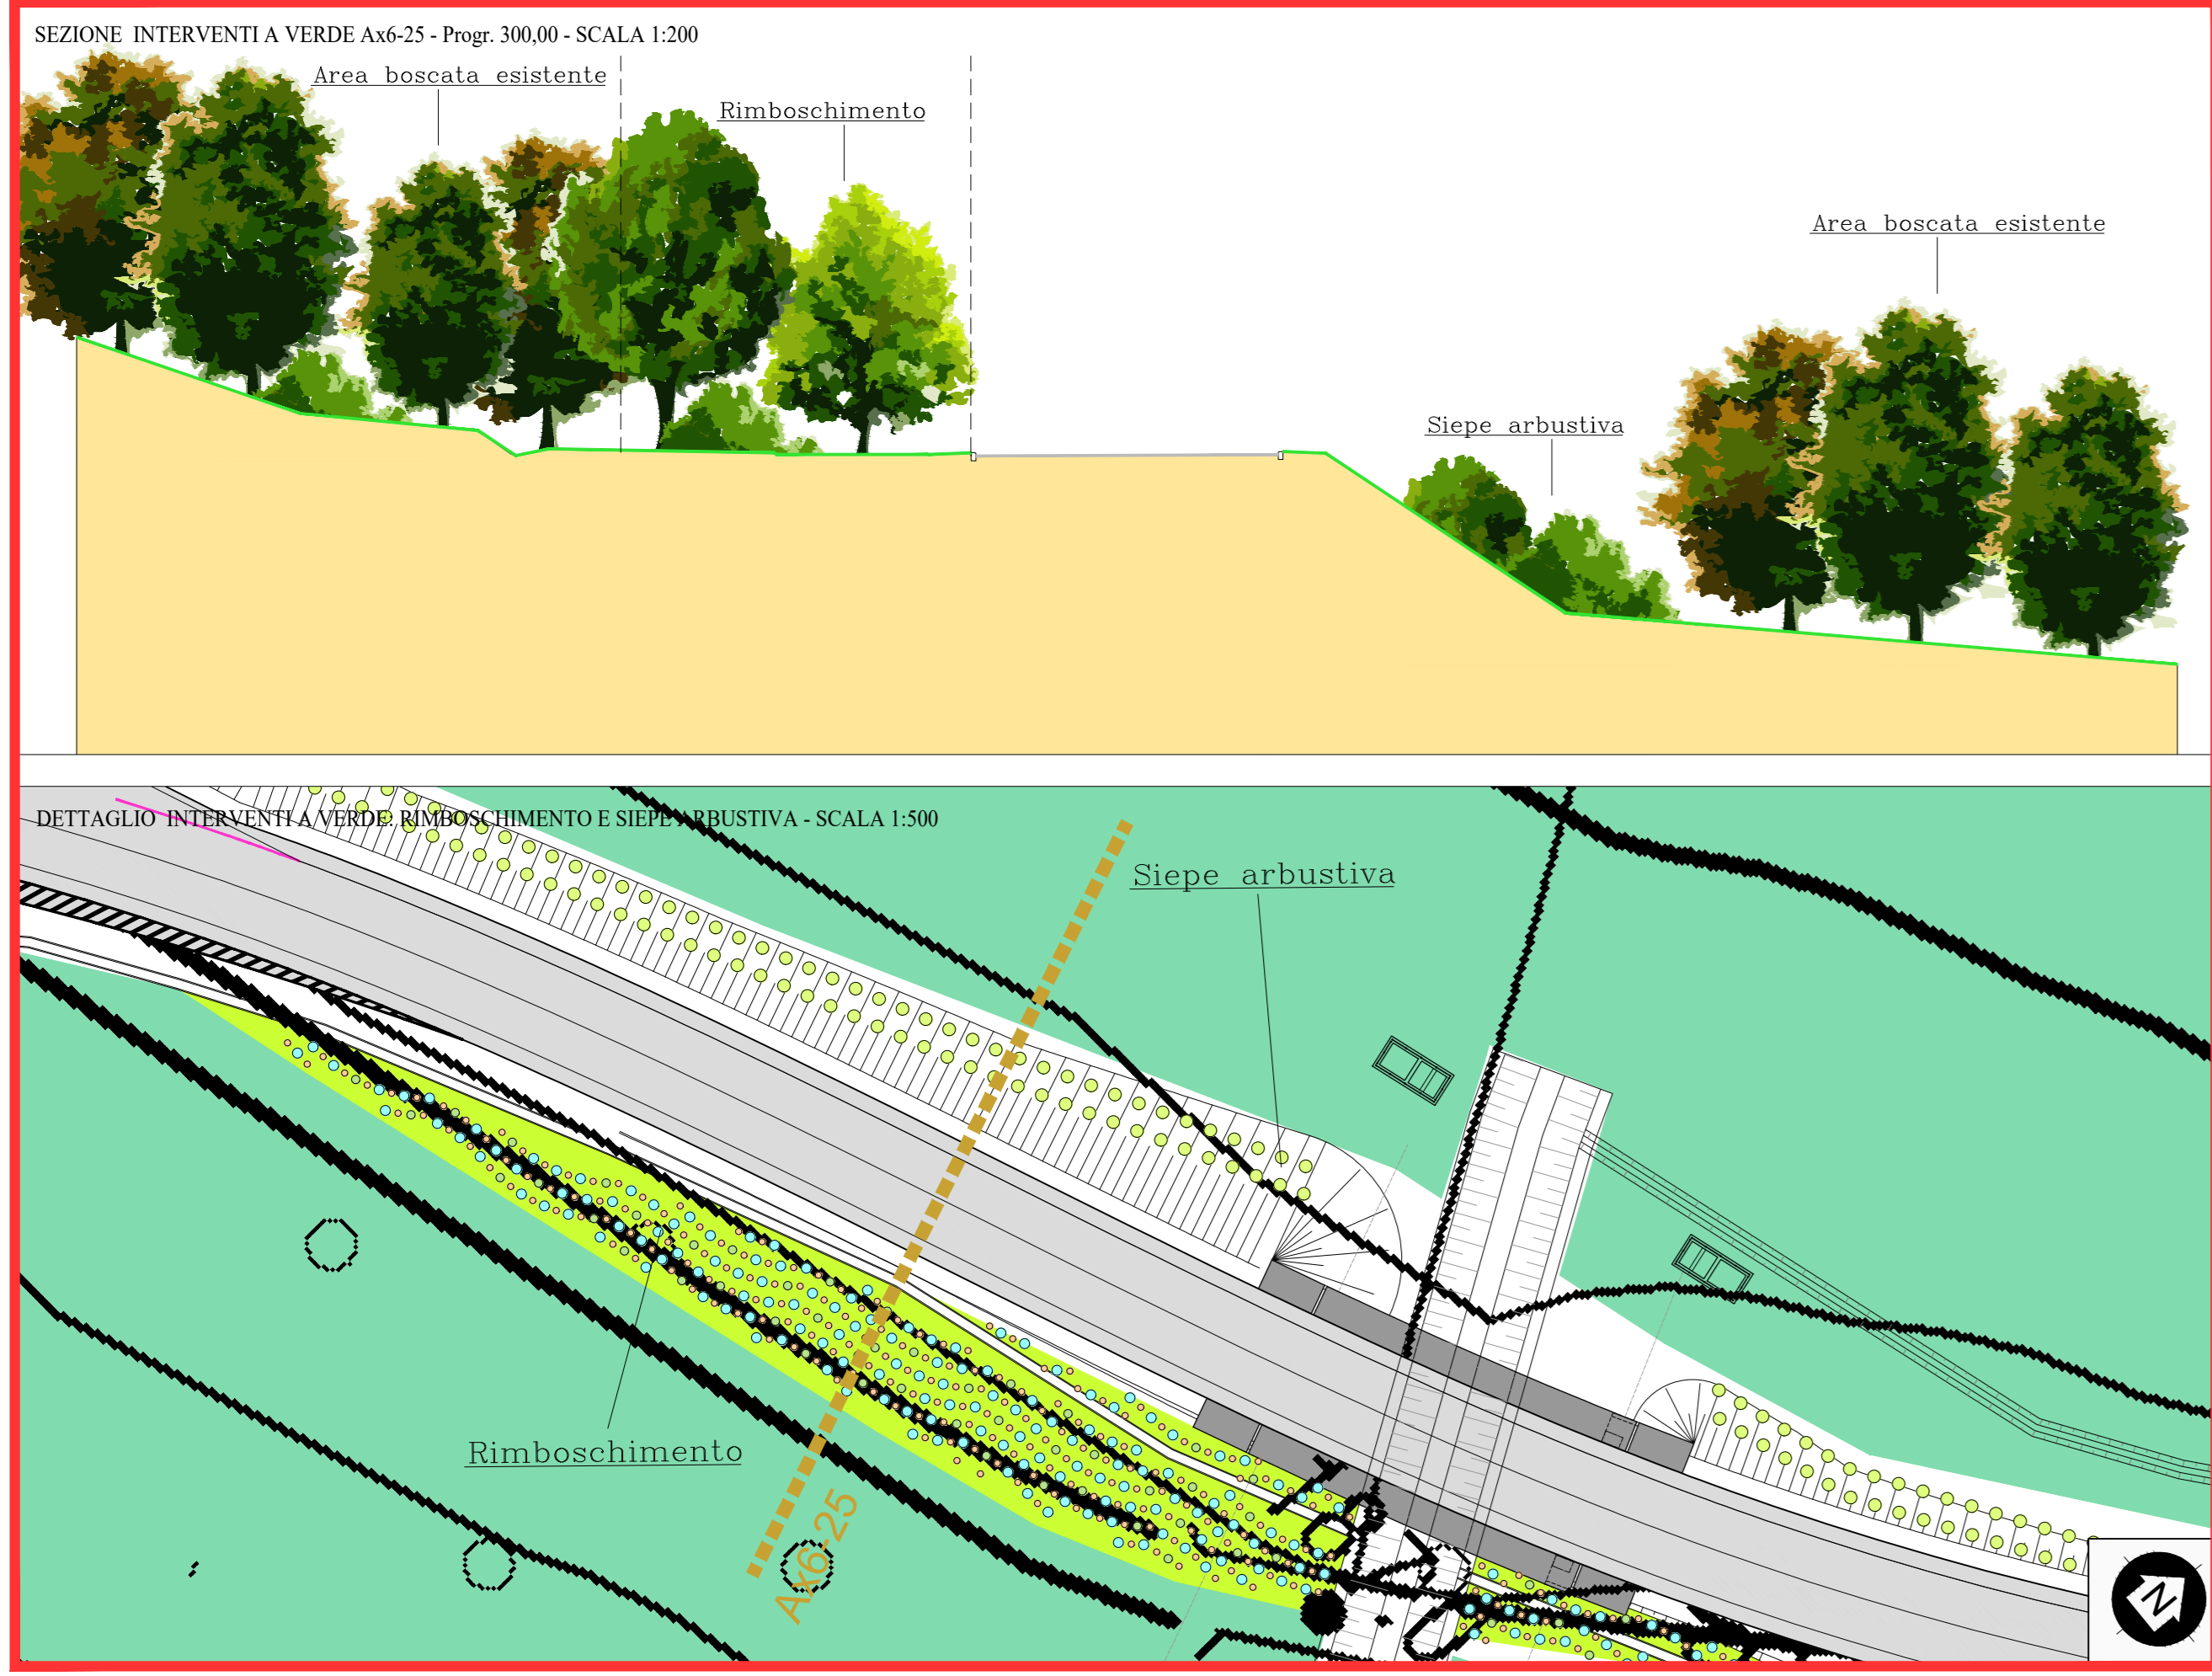 SEZIONE INTERVENTI A VERDE Ax6-25 - Progr. 300,00 - SCALA 1:200
Area boscata esistente
Rimboschimento
Area boscata esistente
Siepe arbustiva
DETTAGLIO INTERVENTI A VERDE: RIMBOSCHIMENTO E SIEPE ARBUSTIVA - SCALA 1:500
Siepe arbustiva
Rimboschimento
Ax6-25
N